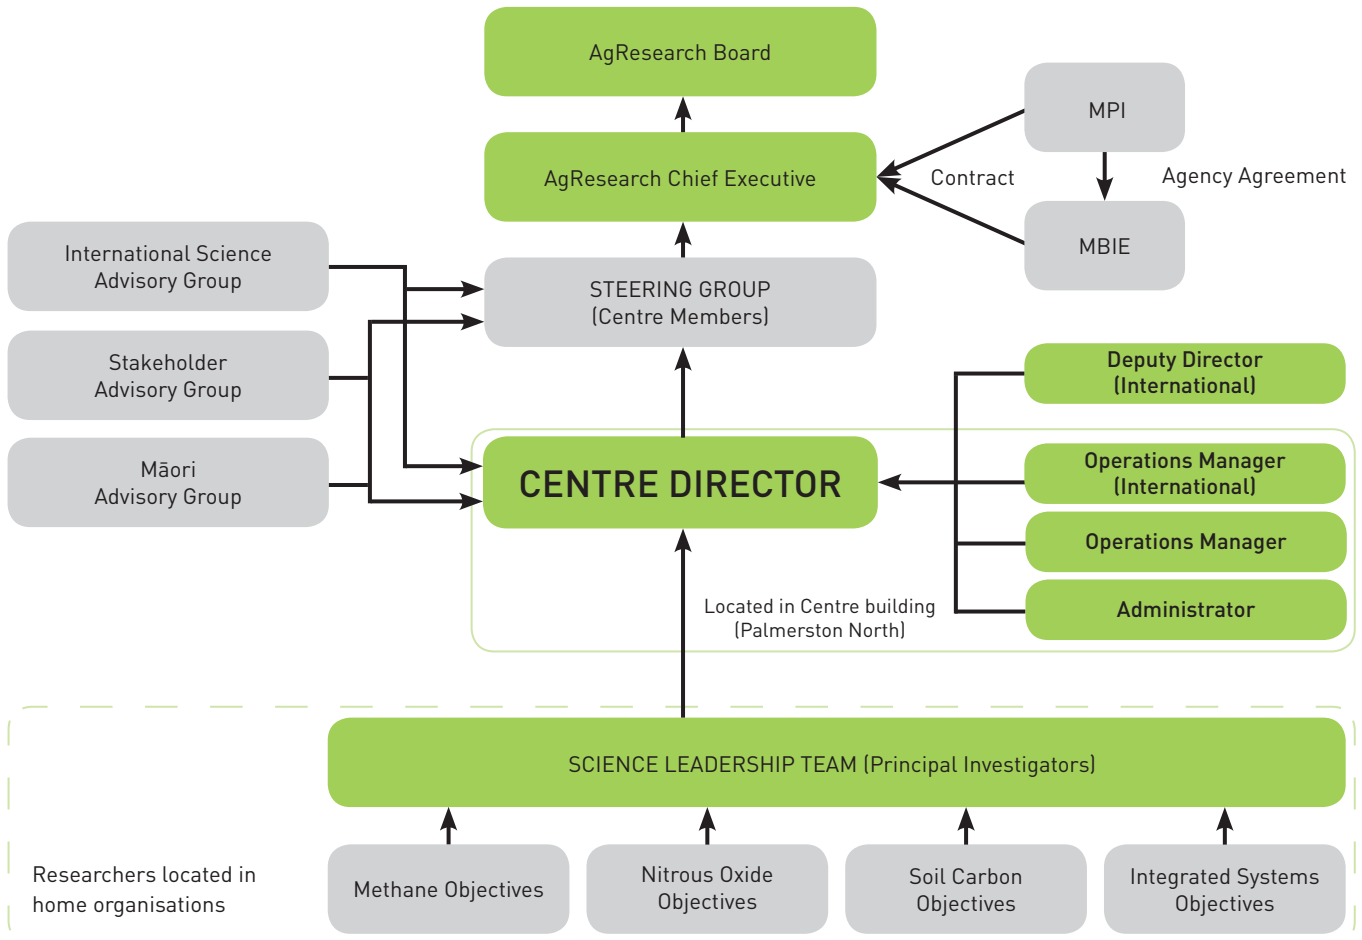 AgResearch Board
MPI
AgResearch Chief Executive
Contract
Agency Agreement
MBIE
International Science
Advisory Group
STEERING GROUP
(Centre Members)
Stakeholder
Advisory Group
Deputy Director
(International)
Māori
Advisory Group
CENTRE DIRECTOR
Operations Manager
(International)
Operations Manager
Administrator
Located in Centre building
(Palmerston North)
SCIENCE LEADERSHIP TEAM (Principal Investigators)
Researchers located in
home organisations
Methane Objectives
Nitrous Oxide
Objectives
Soil Carbon
Objectives
Integrated Systems
Objectives